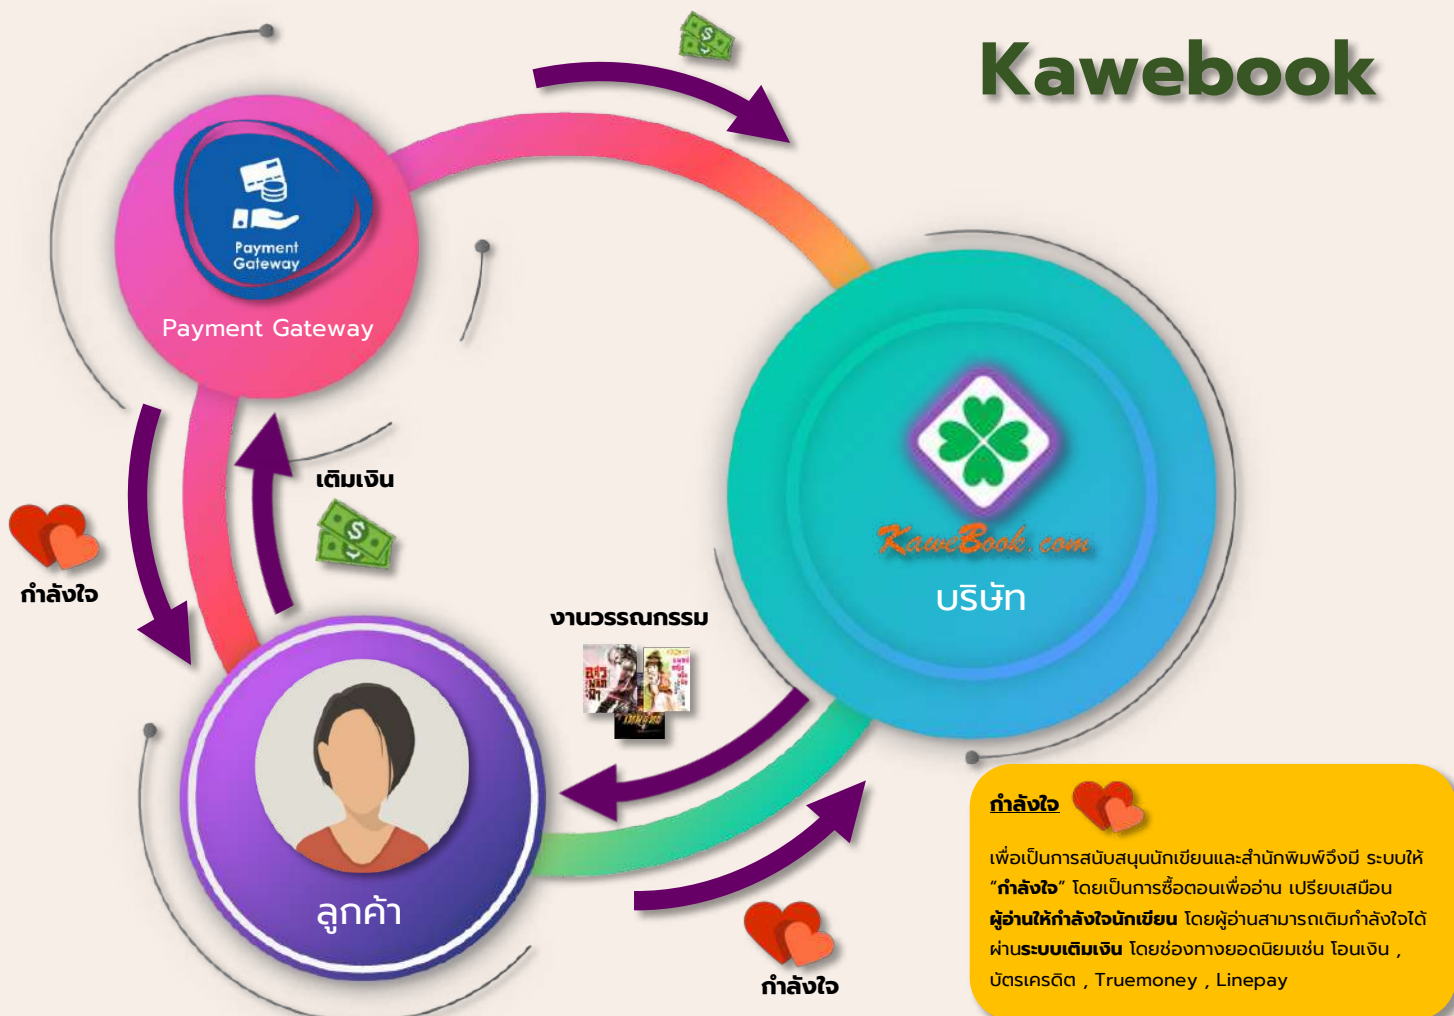 Kawebook
Payment
Gateway
Payment Gateway
เติมเงิน
กำลังใจ
KaweBook.com
บริษัท
งานวรรณกรรม
ลูกค้า
กำลังใจ
กำลังใจ
เพื่อเป็นการสนับสนุนนักเขียนและสำนักพิมพ์จึงมี ระบบให้
“กำลังใจ” โดยเป็นการซื้อตอนเพื่ออ่าน เปรียบเสมือน
ผู้อ่านให้กำลังใจนักเขียน โดยผู้อ่านสามารถเติมกำลังใจได้
ผ่านระบบเติมเงิน โดยช่องทางยอดนิยมเช่น โอนเงิน ,
บัตรเครดิต , Truemoney , Linepay